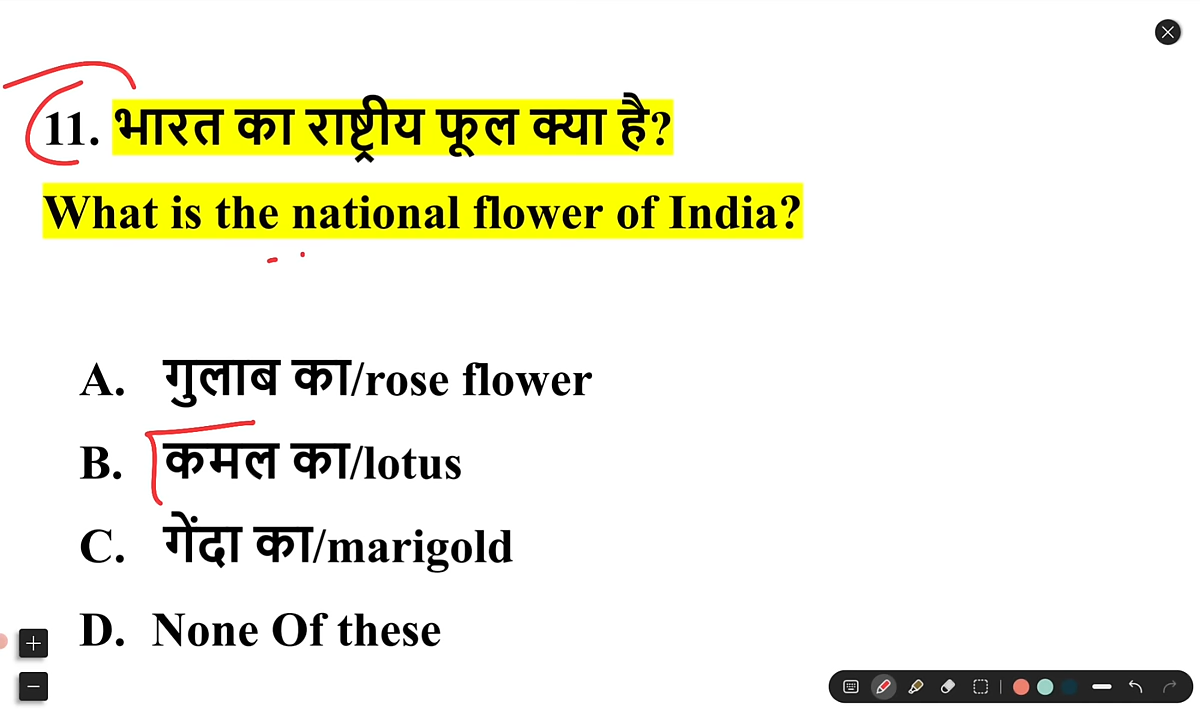 11. भारत का राष्ट्रीय फूल क्या है?
What is the national flower of India?
A. गुलाब का/rose flower
B. कमल का/lotus
C. गेंदा का/marigold
D. None Of these